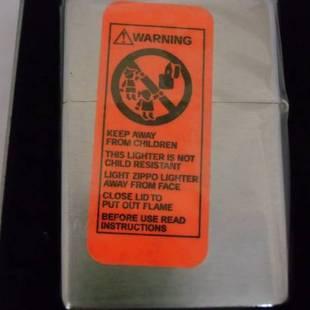 WARNING
KEEP AWAY
FROM CHILDREN
THIS LIGHTER IS NOT
CHILD RESISTANT
LIGHT ZIPPO LIGHTER
AWAY FROM FACE
CLOSE LID TO
PUT OUT FLAME
BEFORE USE READ
INSTRUCTIONS